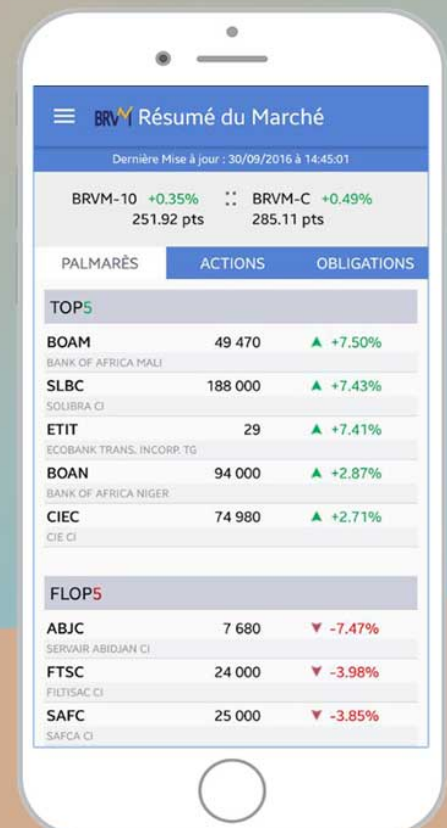 BRVM Résumé du Marché
Dernière Mise à jour : 30/09/2016 à 14:45:01
BRVM-10 +0.35% :: BRVM-C +0.49%
251.92 pts 285.11 pts
PALMARÈS ACTIONS OBLIGATIONS
TOP5
BOAM 49 470 ▲ +7.50%
BANK OF AFRICA MALI
SLBC 188 000 ▲ +7.43%
SOLIBRA CI
ETIT 29 ▲ +7.41%
ECOBANK TRANS. INCORP. TG
BOAN 94 000 ▲ +2.87%
BANK OF AFRICA NIGER
CIEC 74 980 ▲ +2.71%
CIE CI
FLOP5
ABJC 7 680 ▼ -7.47%
SERVAIR ABIDJAN CI
FTSC 24 000 ▼ -3.98%
FILTISAC CI
SAFC 25 000 ▼ -3.85%
SAFCA CI